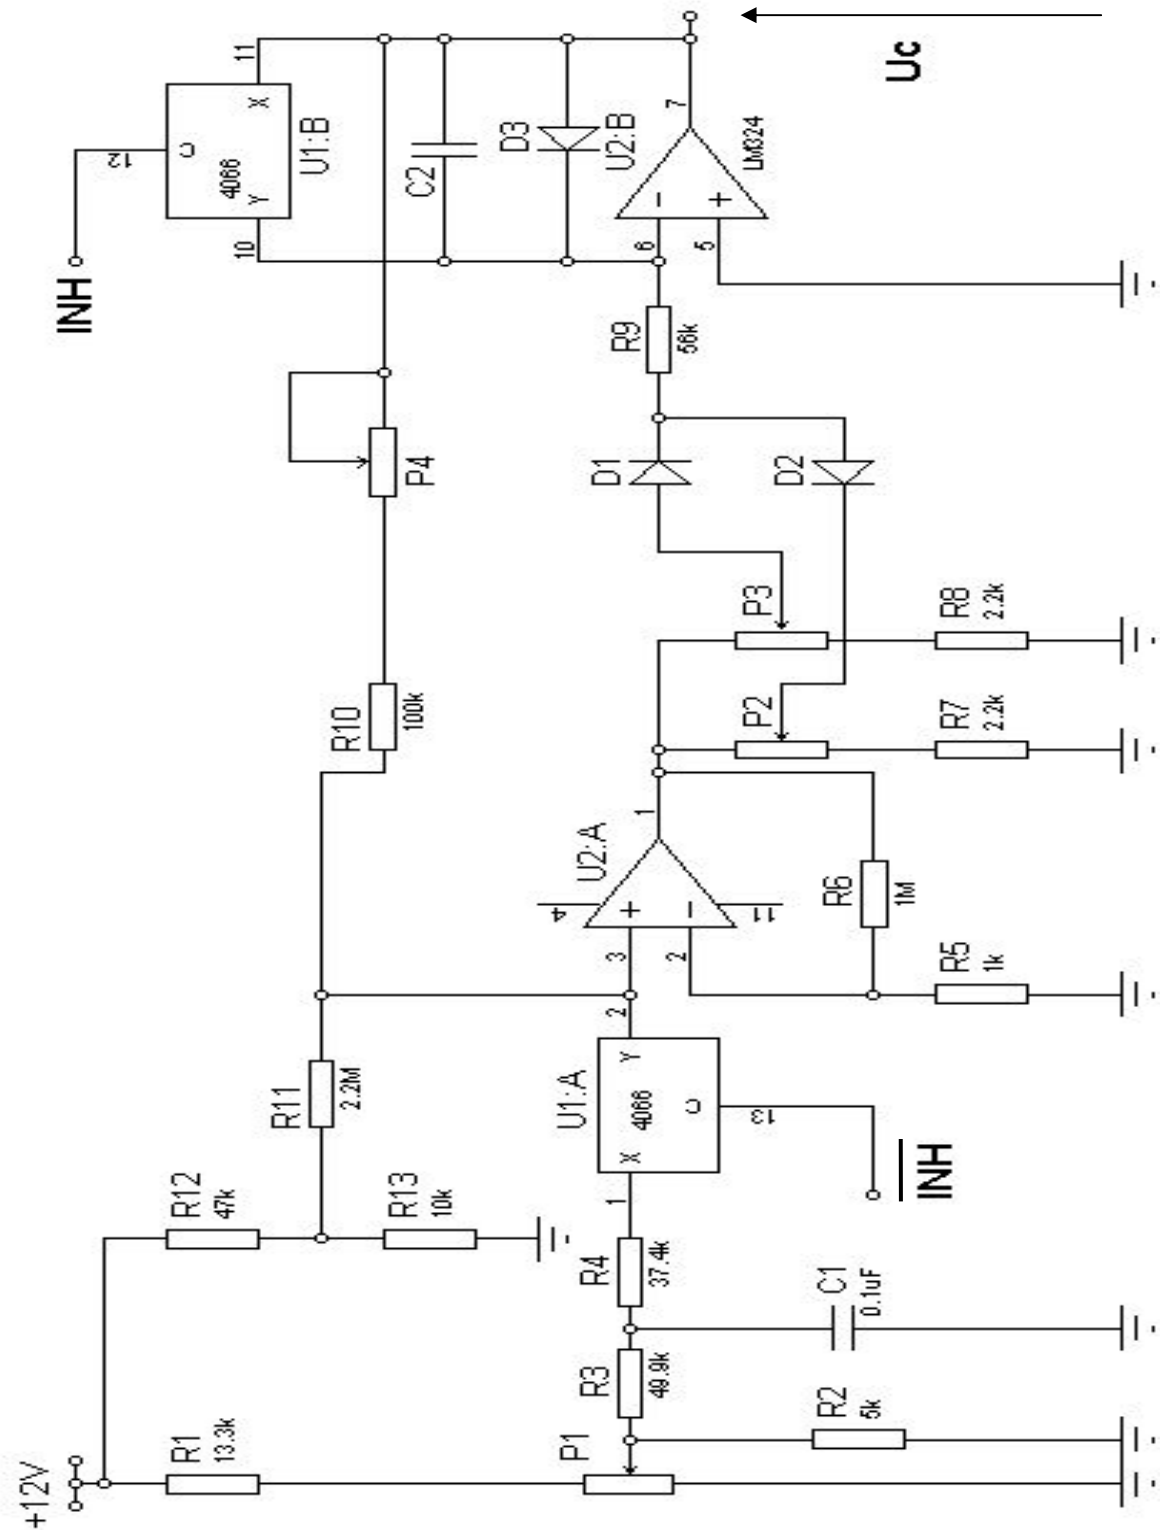 +12V
R1
13.3k
R12
47k
R11
2.2M
R13
10k
P1
R3
49.9k
R4
37.4k
R2
5k
C1
0.1uF
1
X
Y
2
4066
C
13
U1:A
INH
3
2
+
−
4
11
1
U2:A
R5
1k
R6
1M
R10
100k
P4
P2
P3
R7
2.2k
R8
2.2k
D1
D2
R9
56k
INH
12
C
4066
Y
X
10
11
U1:B
C2
D3
U2:B
6
5
−
+
7
LM324
Uc